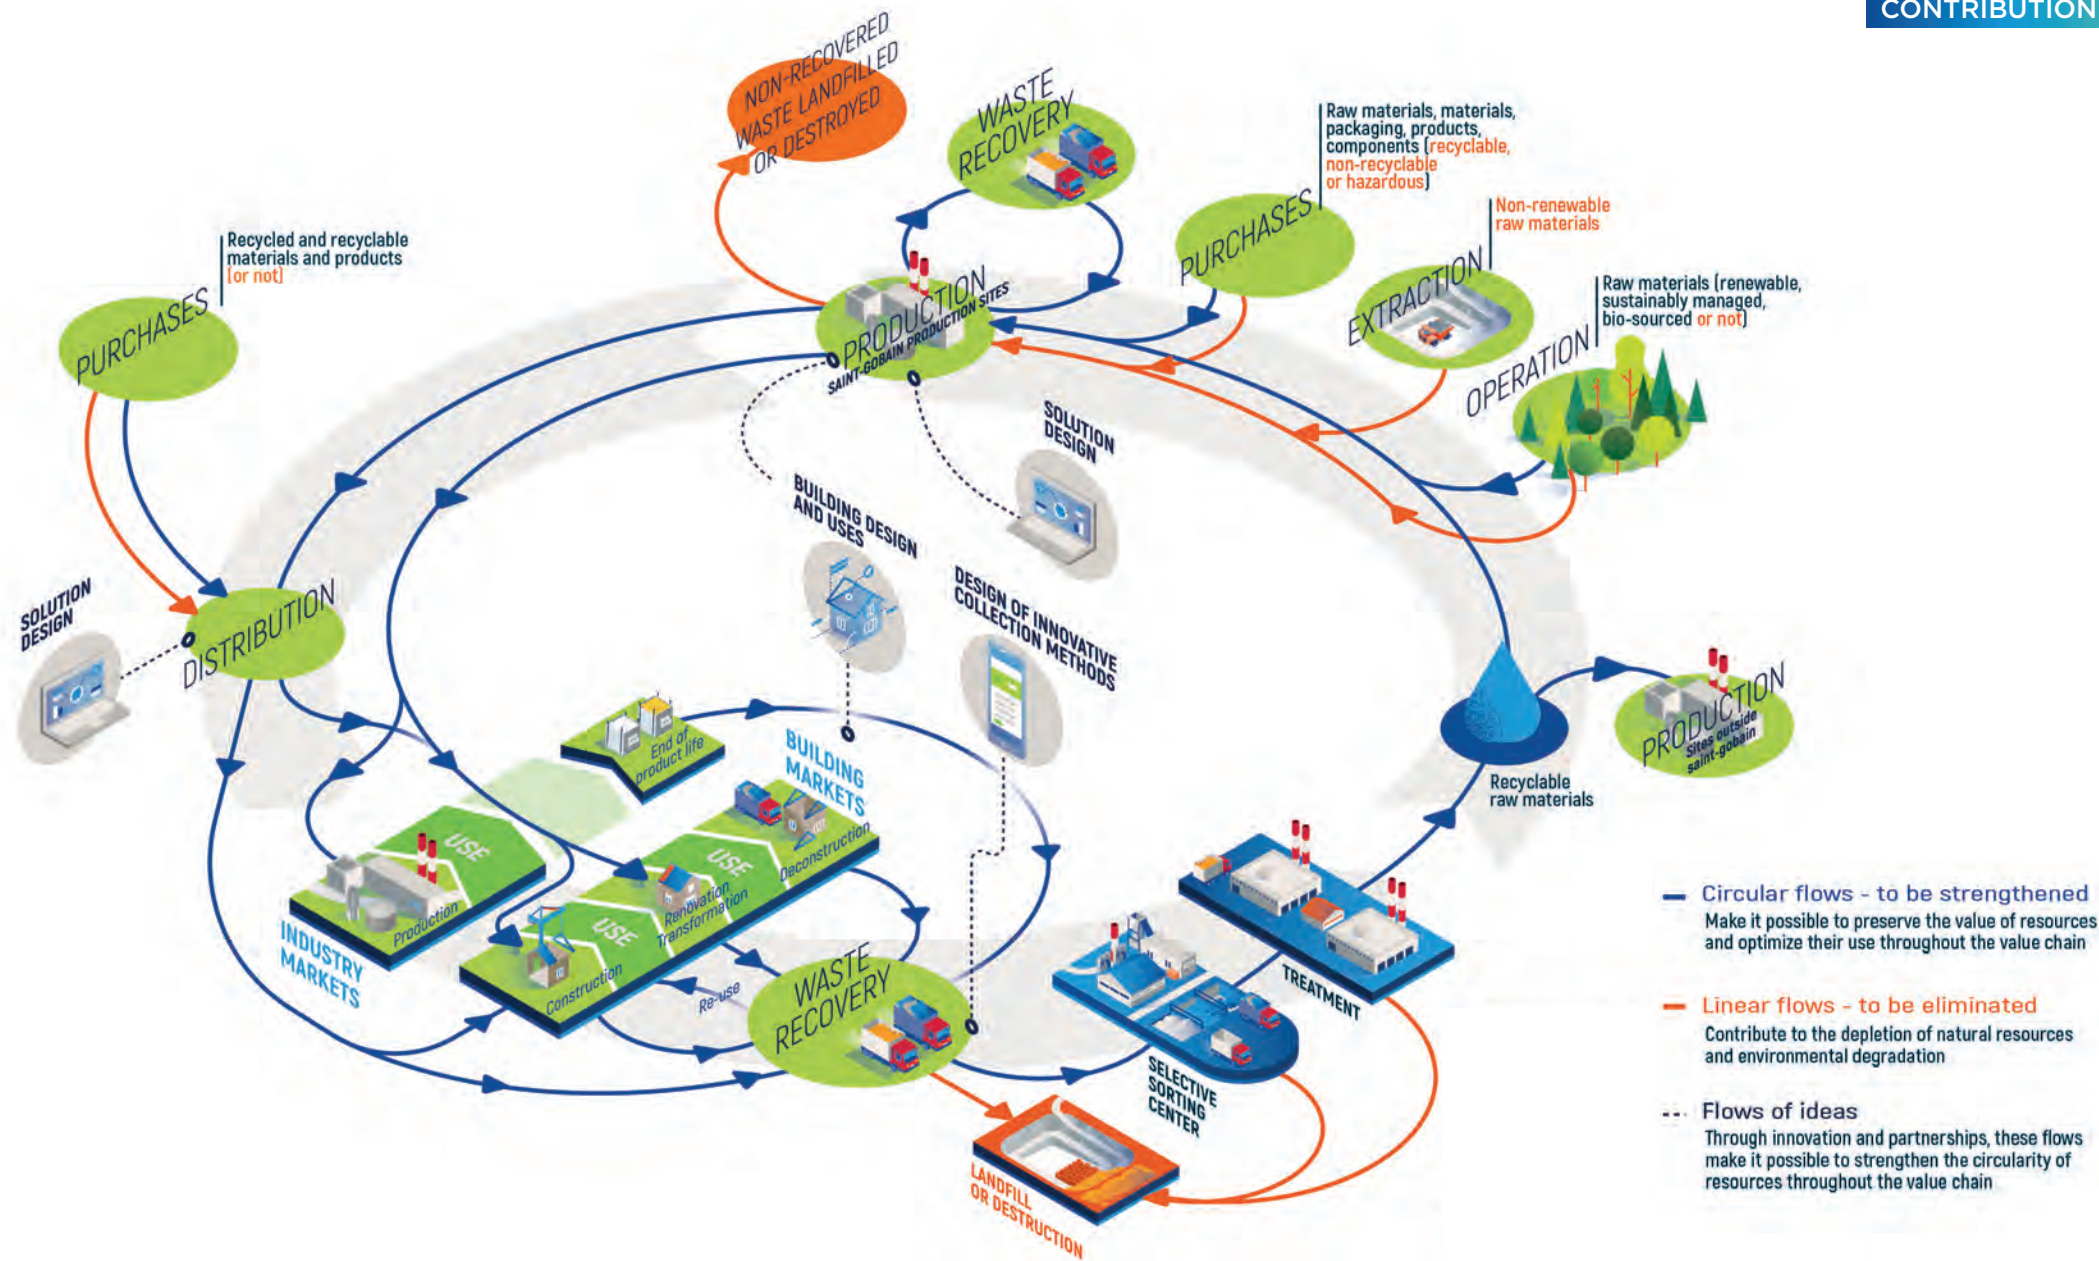 CONTRIBUTION
NON-RECOVERED
WASTE LANDFILLED
OR DESTROYED
WASTE
RECOVERY
Raw materials, materials,
packaging, products,
components (recyclable,
non-recyclable
or hazardous)
PURCHASES
Non-renewable
raw materials
EXTRACTION
Raw materials (renewable,
sustainably managed,
bio-sourced or not)
OPERATION
Recycled and recyclable
materials and products
(or not)
PURCHASES
PRODUCTION
SAINT-GOBAIN PRODUCTION SITES
SOLUTION
DESIGN
BUILDING DESIGN
AND USES
DESIGN OF INNOVATIVE
COLLECTION METHODS
SOLUTION
DESIGN
DISTRIBUTION
End of
product life
BUILDING
MARKETS
PRODUCTION
Sites outside
saint-gobain
Recyclable
raw materials
USE
Production
INDUSTRY
MARKETS
USE
Deconstruction
Renovation
Transformation
USE
Construction
Re-use
WASTE
RECOVERY
TREATMENT
SELECTIVE
SORTING
CENTER
LANDFILL
OR DESTRUCTION
Circular flows - to be strengthened
Make it possible to preserve the value of resources
and optimize their use throughout the value chain
Linear flows - to be eliminated
Contribute to the depletion of natural resources
and environmental degradation
Flows of ideas
Through innovation and partnerships, these flows
make it possible to strengthen the circularity of
resources throughout the value chain